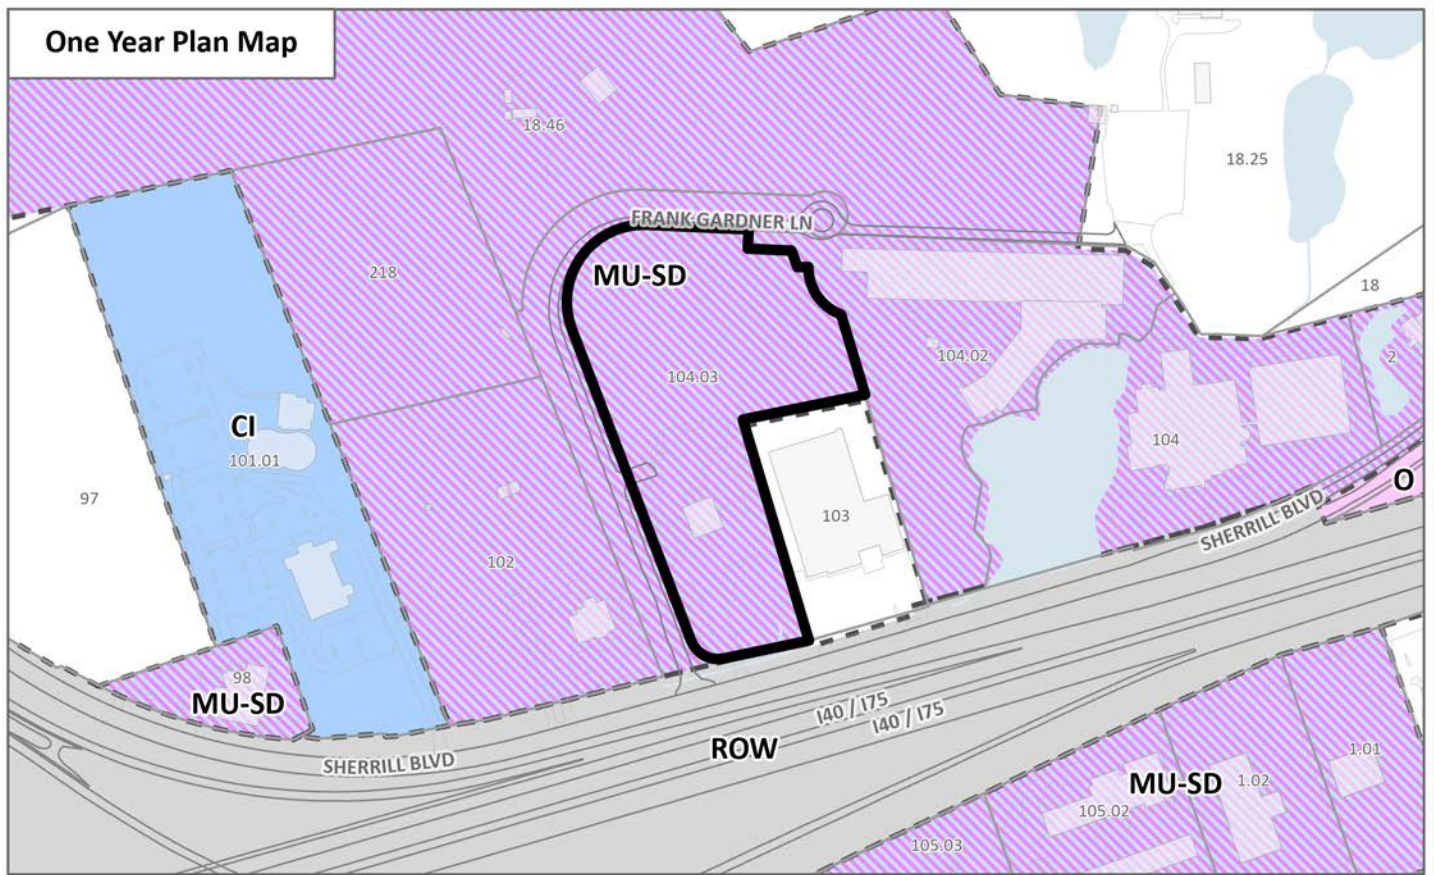 One Year Plan Map
18.46
18.25
FRANK GARDNER LN
218
MU-SD
18
104.03
104.02
2
CI
101.01
104
97
O
103
SHERRILL BLVD
102
98
MU-SD
I40 / I75
I40 / I75
ROW
SHERRILL BLVD
1.01
MU-SD
1.02
105.02
105.03